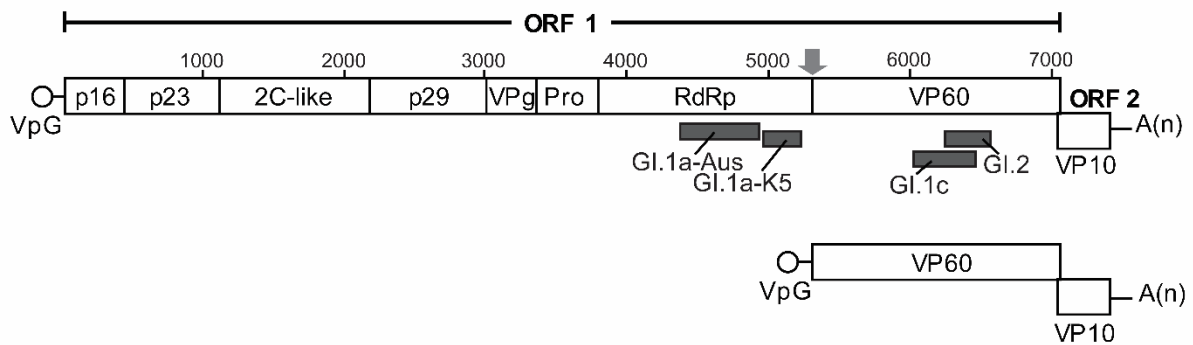 ORF 1
1000 2000 3000 4000 5000 6000 7000
p16 p23 2C-like p29 VPg Pro RdRp VP60 ORF 2
VpG A(n)
GI.1a-Aus GI.2 VP10
GI.1a-K5 GI.1c
VP60
VpG A(n)
VP10